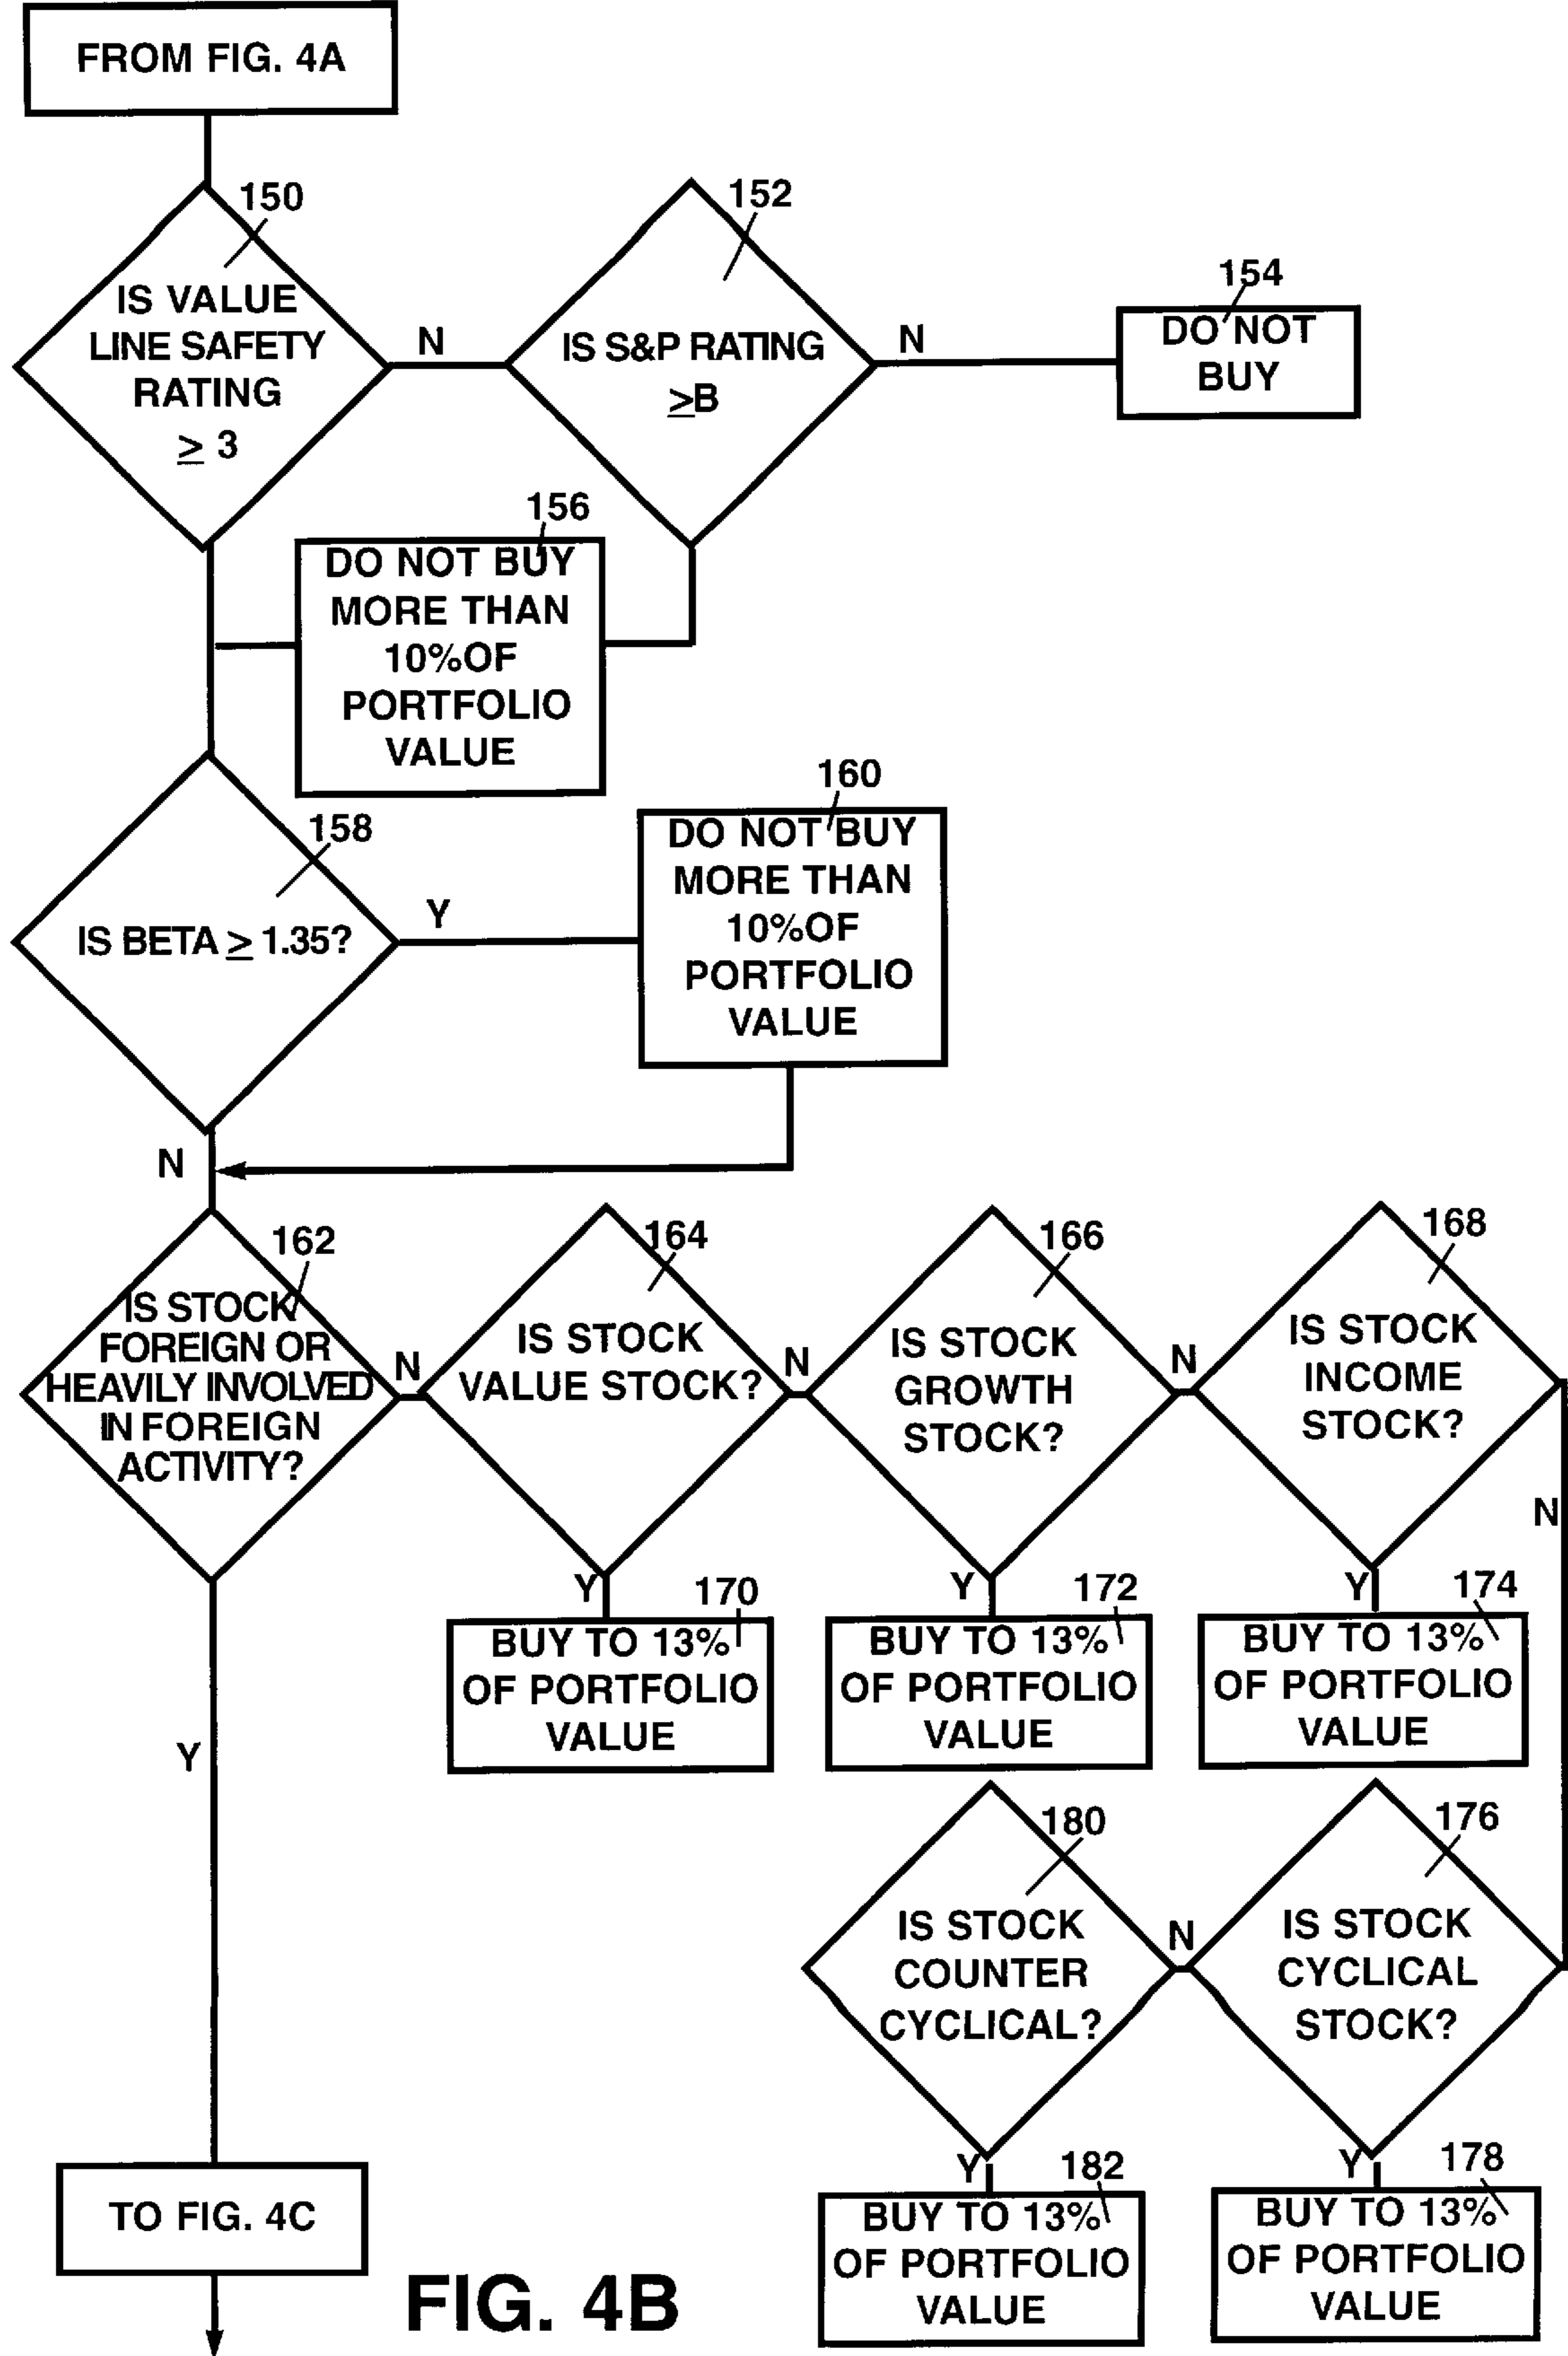 FROM FIG. 4A
150
IS VALUE
LINE SAFETY
RATING
≥ 3
N
152
IS S&P RATING
≥B
N
154
DO NOT
BUY
156
DO NOT BUY
MORE THAN
10%OF
PORTFOLIO
VALUE
158
IS BETA ≥ 1.35?
Y
160
DO NOT BUY
MORE THAN
10%OF
PORTFOLIO
VALUE
N
162
IS STOCK
FOREIGN OR
HEAVILY INVOLVED
IN FOREIGN
ACTIVITY?
N
164
IS STOCK
VALUE STOCK?
N
166
IS STOCK
GROWTH
STOCK?
N
168
IS STOCK
INCOME
STOCK?
N
Y
170
BUY TO 13%
OF PORTFOLIO
VALUE
Y
172
BUY TO 13%
OF PORTFOLIO
VALUE
Y
174
BUY TO 13%
OF PORTFOLIO
VALUE
Y
180
IS STOCK
COUNTER
CYCLICAL?
N
176
IS STOCK
CYCLICAL
STOCK?
Y
182
BUY TO 13%
OF PORTFOLIO
VALUE
Y
178
BUY TO 13%
OF PORTFOLIO
VALUE
TO FIG. 4C
FIG. 4B